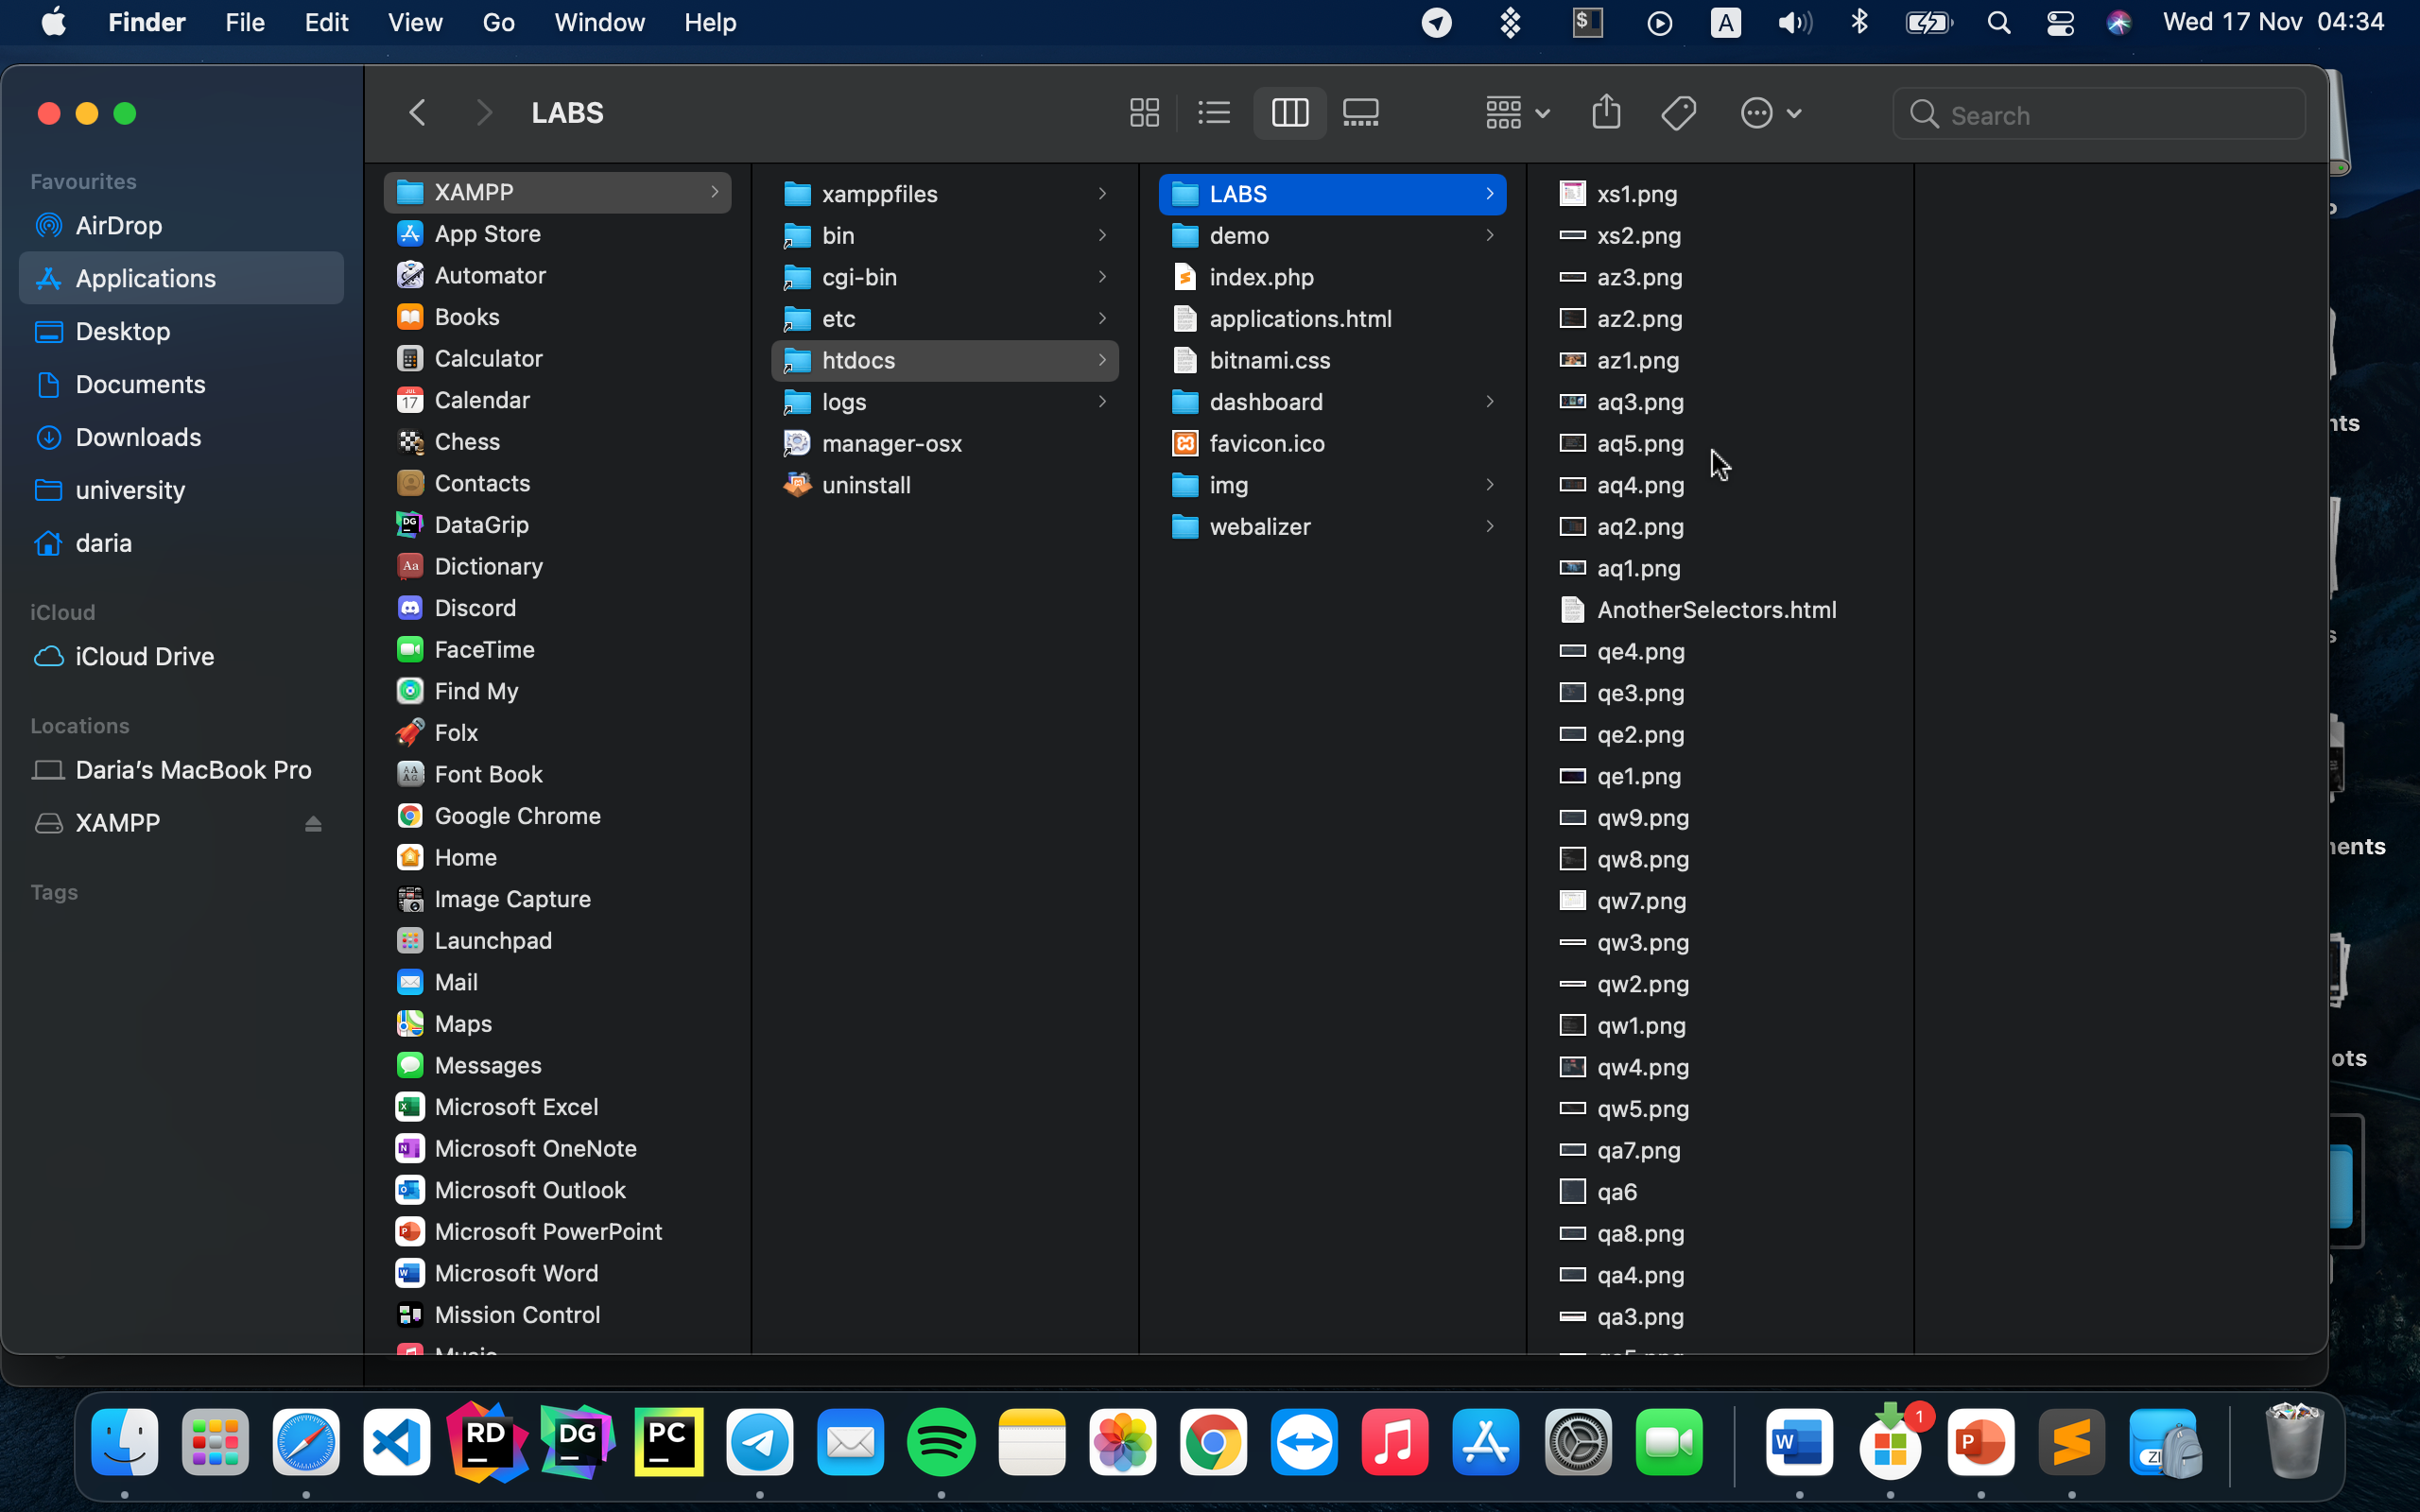 Finder File Edit View Go Window Help
$
A
Wed 17 Nov 04:34
LABS
Search
Favourites
AirDrop
Applications
Desktop
Documents
Downloads
university
daria
iCloud
iCloud Drive
Locations
Daria's MacBook Pro
XAMPP
Tags
XAMPP
App Store
Automator
Books
Calculator
Calendar
Chess
Contacts
DataGrip
Dictionary
Discord
FaceTime
Find My
Folx
Font Book
Google Chrome
Home
Image Capture
Launchpad
Mail
Maps
Messages
Microsoft Excel
Microsoft OneNote
Microsoft Outlook
Microsoft PowerPoint
Microsoft Word
Mission Control
xamppfiles
bin
cgi-bin
etc
htdocs
logs
manager-osx
uninstall
LABS
demo
index.php
applications.html
bitnami.css
dashboard
favicon.ico
img
webalizer
xs1.png
xs2.png
az3.png
az2.png
az1.png
aq3.png
aq5.png
aq4.png
aq2.png
aq1.png
AnotherSelectors.html
qe4.png
qe3.png
qe2.png
qe1.png
qw9.png
qw8.png
qw7.png
qw3.png
qw2.png
qw1.png
qw4.png
qw5.png
qa7.png
qa6
qa8.png
qa4.png
qa3.png
nts
s
nents
ots
RD
DG
PC
W
1
P
ZI